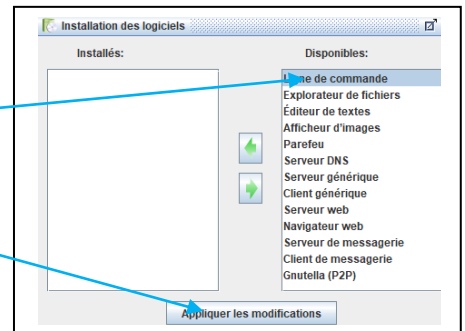 Installation des logiciels
Installés:
Disponibles:
Ligne de commande
Explorateur de fichiers
Éditeur de textes
Afficheur d'images
Parefeu
Serveur DNS
Serveur générique
Client générique
Serveur web
Navigateur web
Serveur de messagerie
Client de messagerie
Gnutella (P2P)
Appliquer les modifications